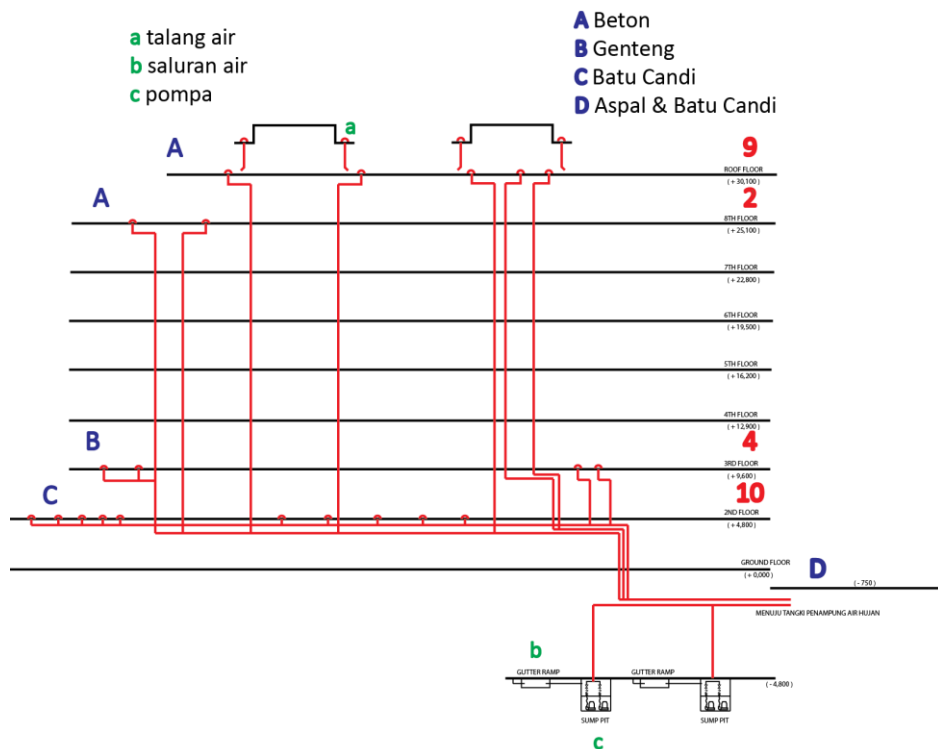 a talang air
b saluran air
c pompa
A Beton
B Genteng
C Batu Candi
D Aspal & Batu Candi
a
A
9
ROOF FLOOR
( + 30,100 )
A
2
8TH FLOOR
( + 25,100 )
7TH FLOOR
( + 22,800 )
6TH FLOOR
( + 19,500 )
5TH FLOOR
( + 16,200 )
4TH FLOOR
( + 12,900 )
B
4
3RD FLOOR
( + 9,600 )
C
10
2ND FLOOR
( + 4,800 )
GROUND FLOOR
( + 0,000 )
D
( - 750 )
MENUJU TANGKI PENAMPUNG AIR HUJAN
b
GUTTER RAMP
GUTTER RAMP
( - 4,800 )
SUMP PIT
SUMP PIT
c